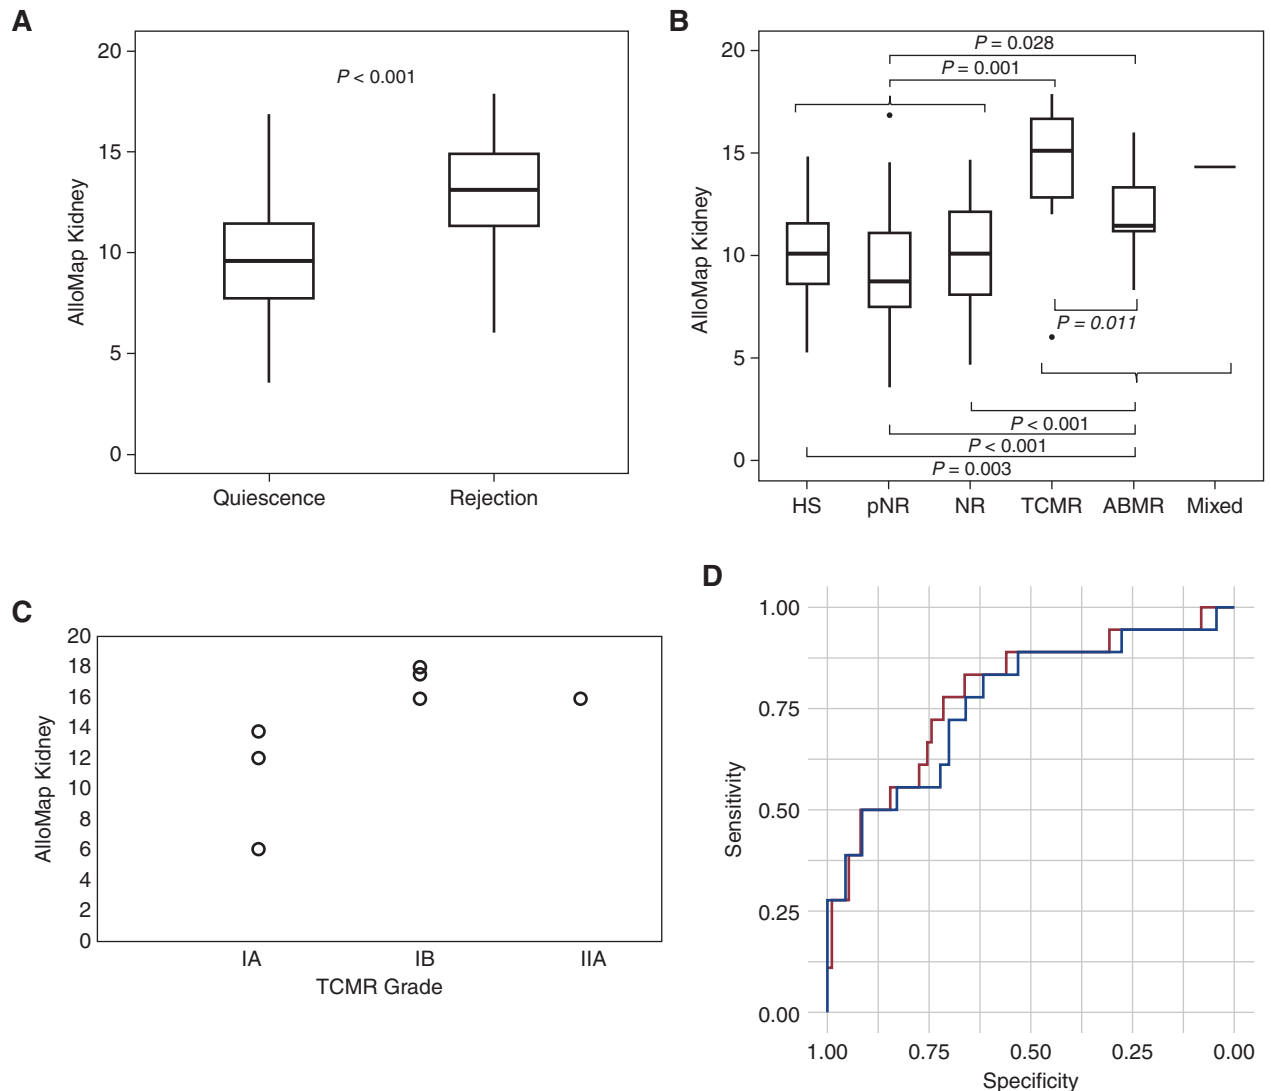 A
AlloMap Kidney
20
15
10
5
0
P < 0.001
Quiescence
Rejection
B
AlloMap Kidney
20
15
10
5
0
P = 0.028
P = 0.001
P = 0.011
P < 0.001
P < 0.001
P = 0.003
HS
pNR
NR
TCMR
ABMR
Mixed
C
AlloMap Kidney
20
18
16
14
12
10
8
6
4
2
0
IA
IB
IIA
TCMR Grade
D
Sensitivity
1.00
0.75
0.50
0.25
0.00
1.00
0.75
0.50
0.25
0.00
Specificity